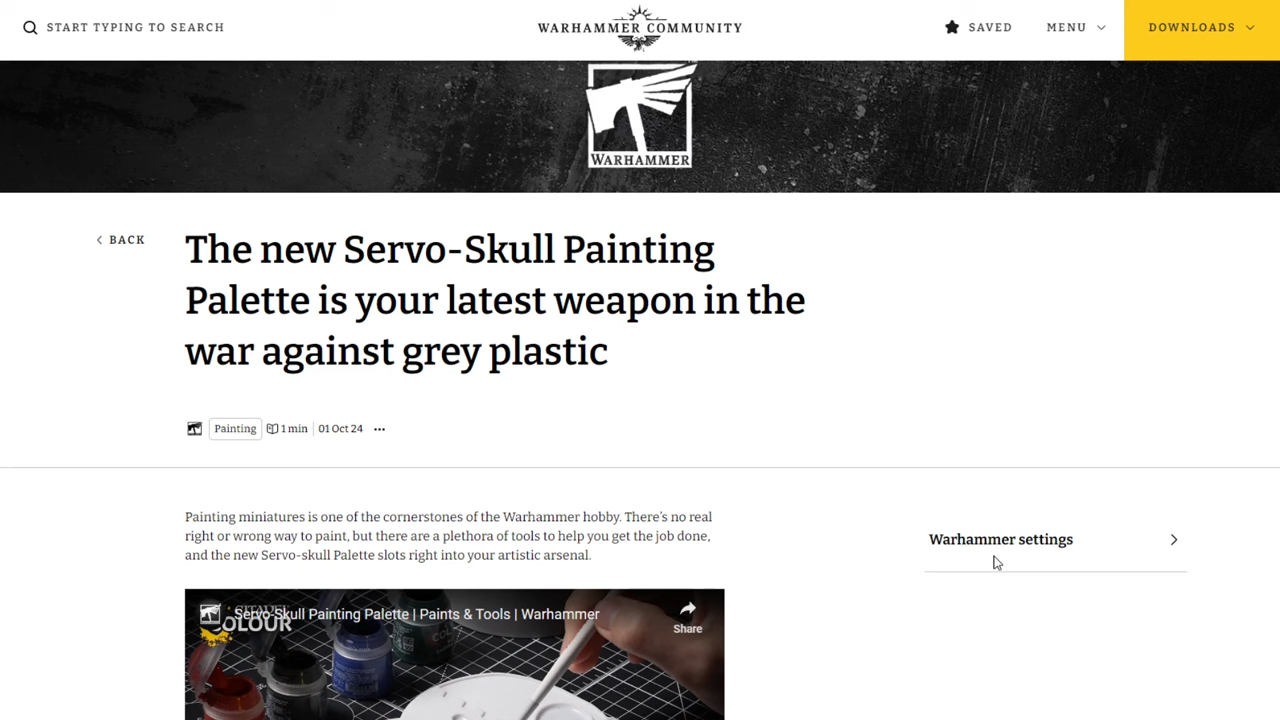 START TYPING TO SEARCH
WARHAMMER COMMUNITY
SAVED
MENU
DOWNLOADS
WARHAMMER
BACK
The new Servo-Skull Painting
Palette is your latest weapon in the
war against grey plastic
Painting
1 min
01 Oct 24
Painting miniatures is one of the cornerstones of the Warhammer hobby. There's no real
right or wrong way to paint, but there are a plethora of tools to help you get the job done,
and the new Servo-skull Palette slots right into your artistic arsenal.
Warhammer settings
Servo-Skull Painting Palette | Paints & Tools | Warhammer
CITADEL
COLOUR
Share